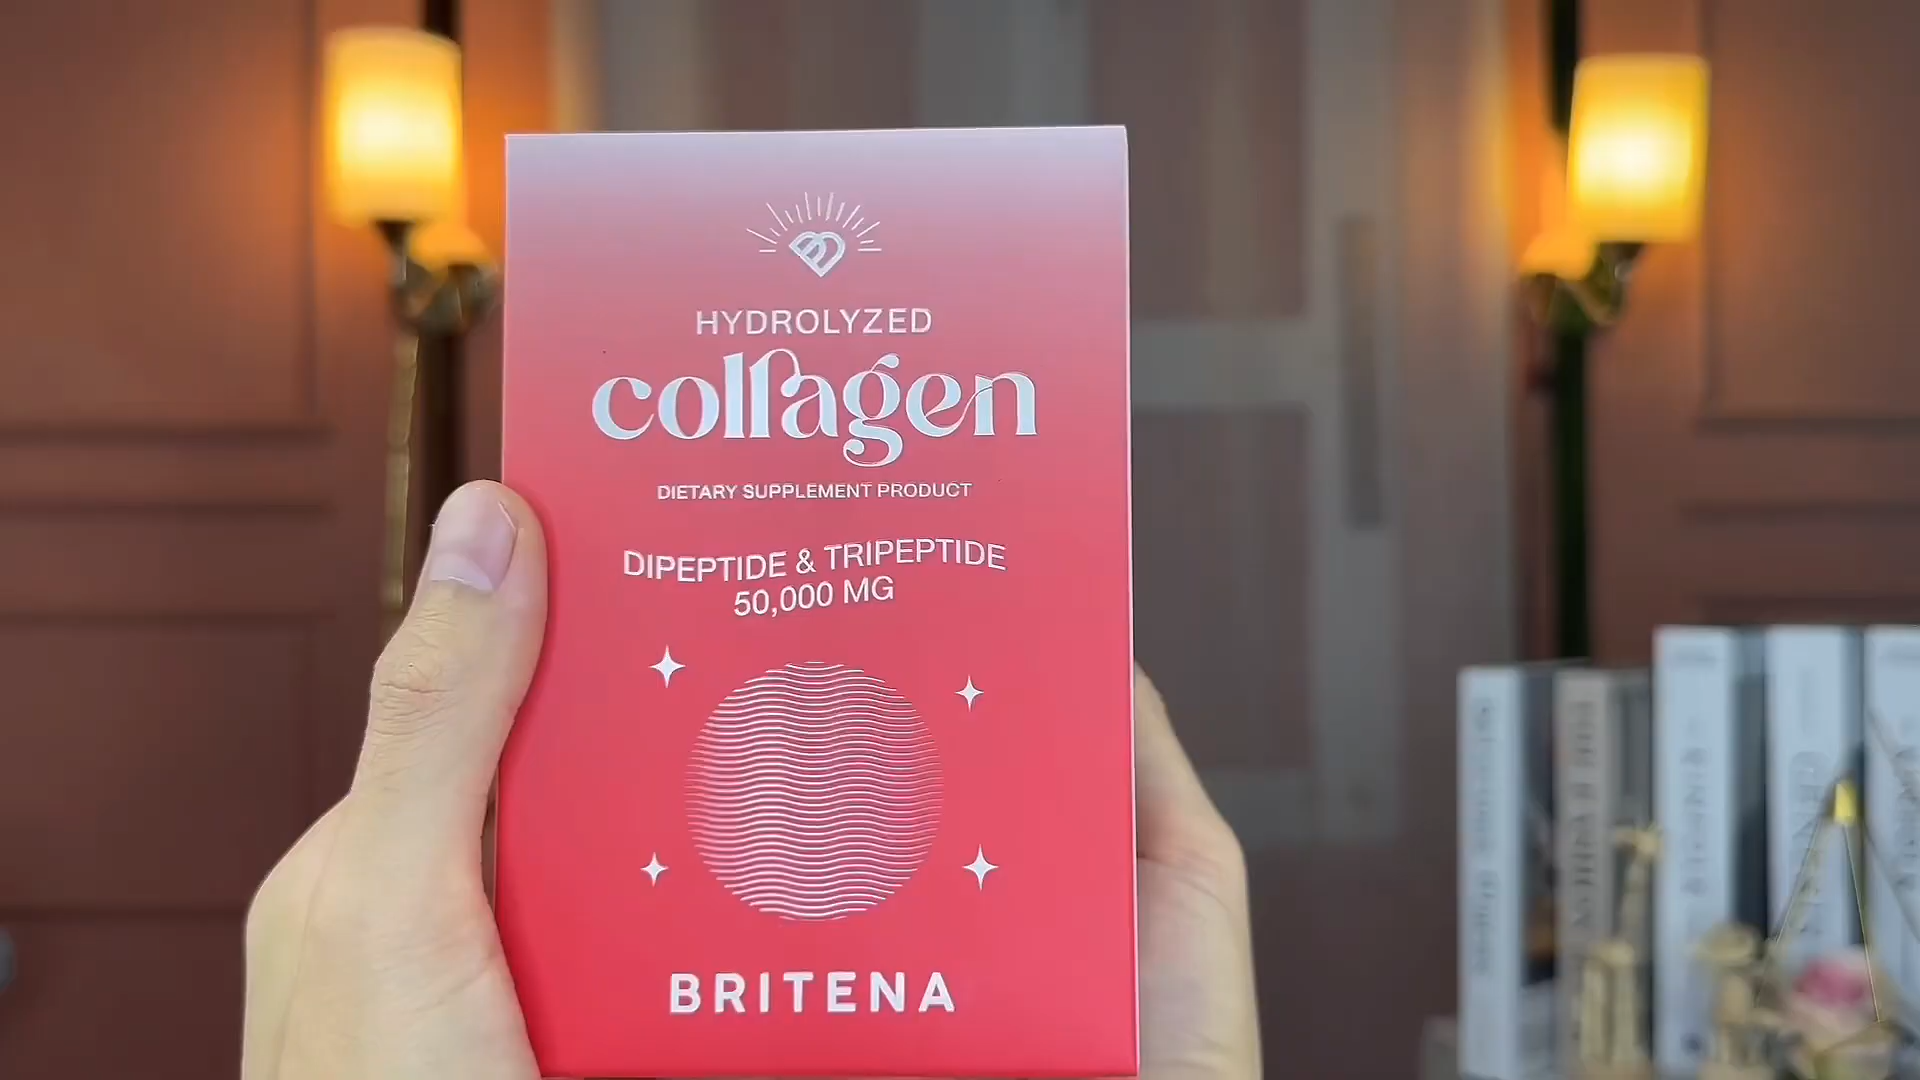 HYDROLYZED
collagen
DIETARY SUPPLEMENT PRODUCT
DIPEPTIDE & TRIPEPTIDE
50,000 MG
BRITENA